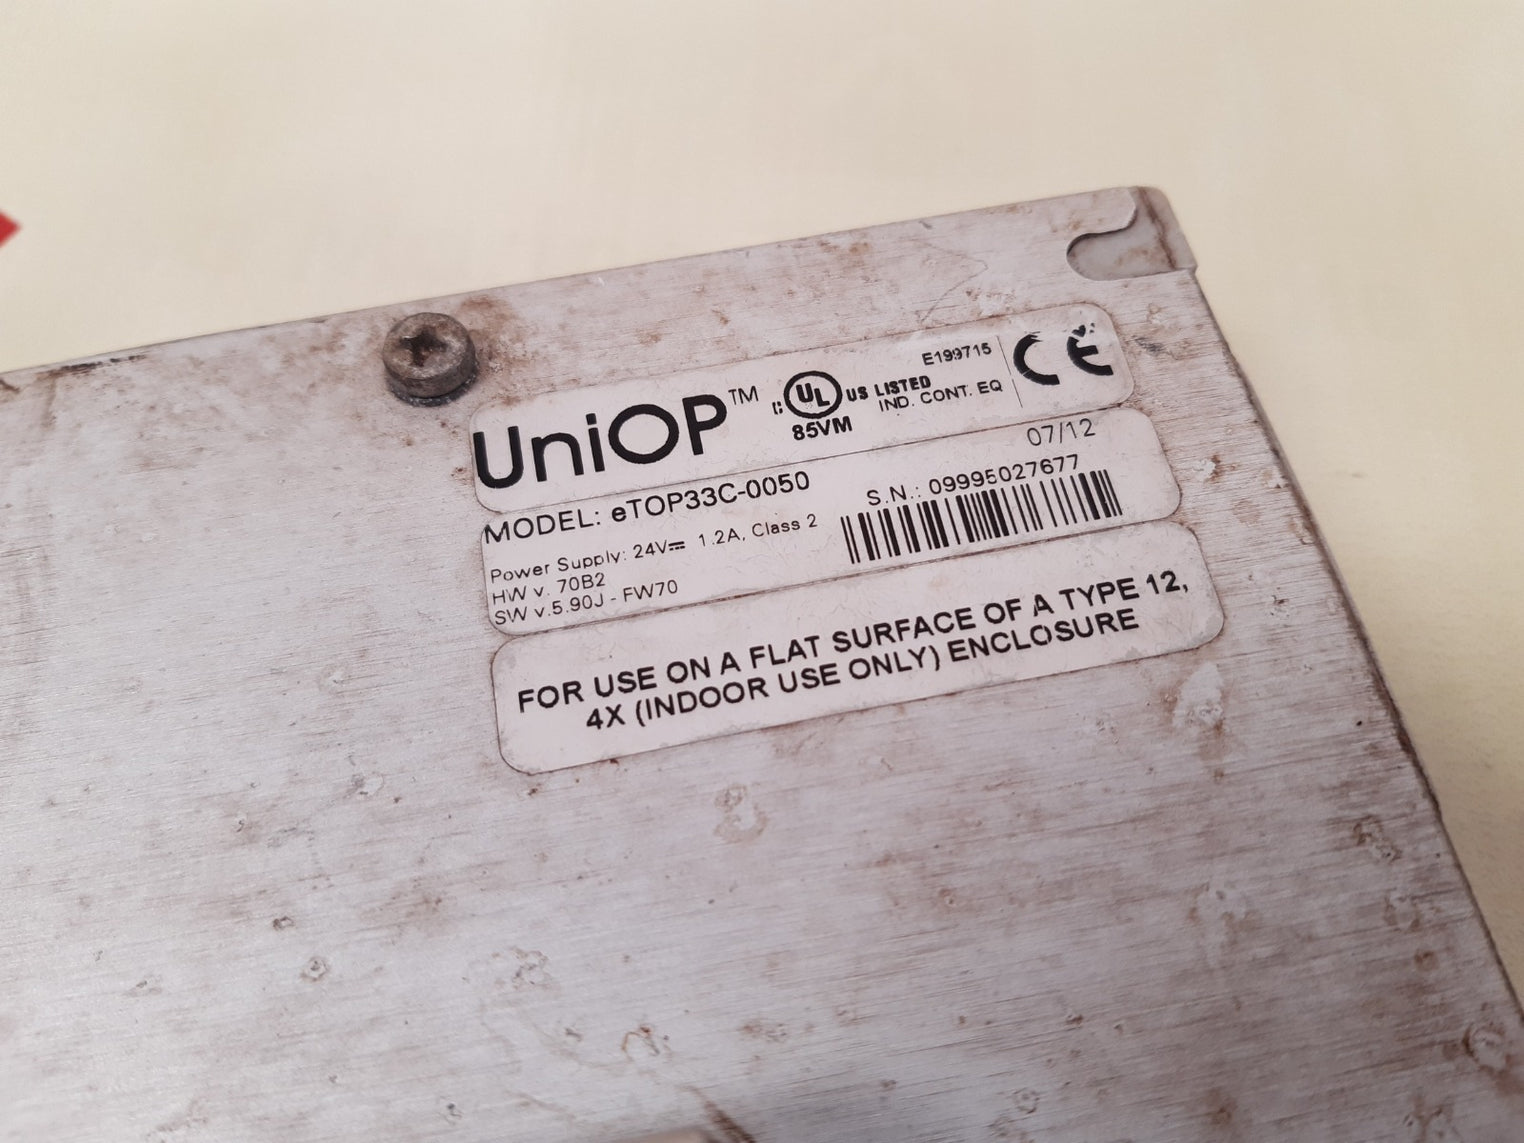 UniOP™
C UL US LISTED
E199715
IND. CONT. EQ
85VM
CE
07/12
MODEL: eTOP33C-0050
S.N.: 09995027677
Power Supply: 24V⎓ 1.2A, Class 2
HW v. 70B2
SW v.5.90J - FW70
FOR USE ON A FLAT SURFACE OF A TYPE 12,
4X (INDOOR USE ONLY) ENCLOSURE